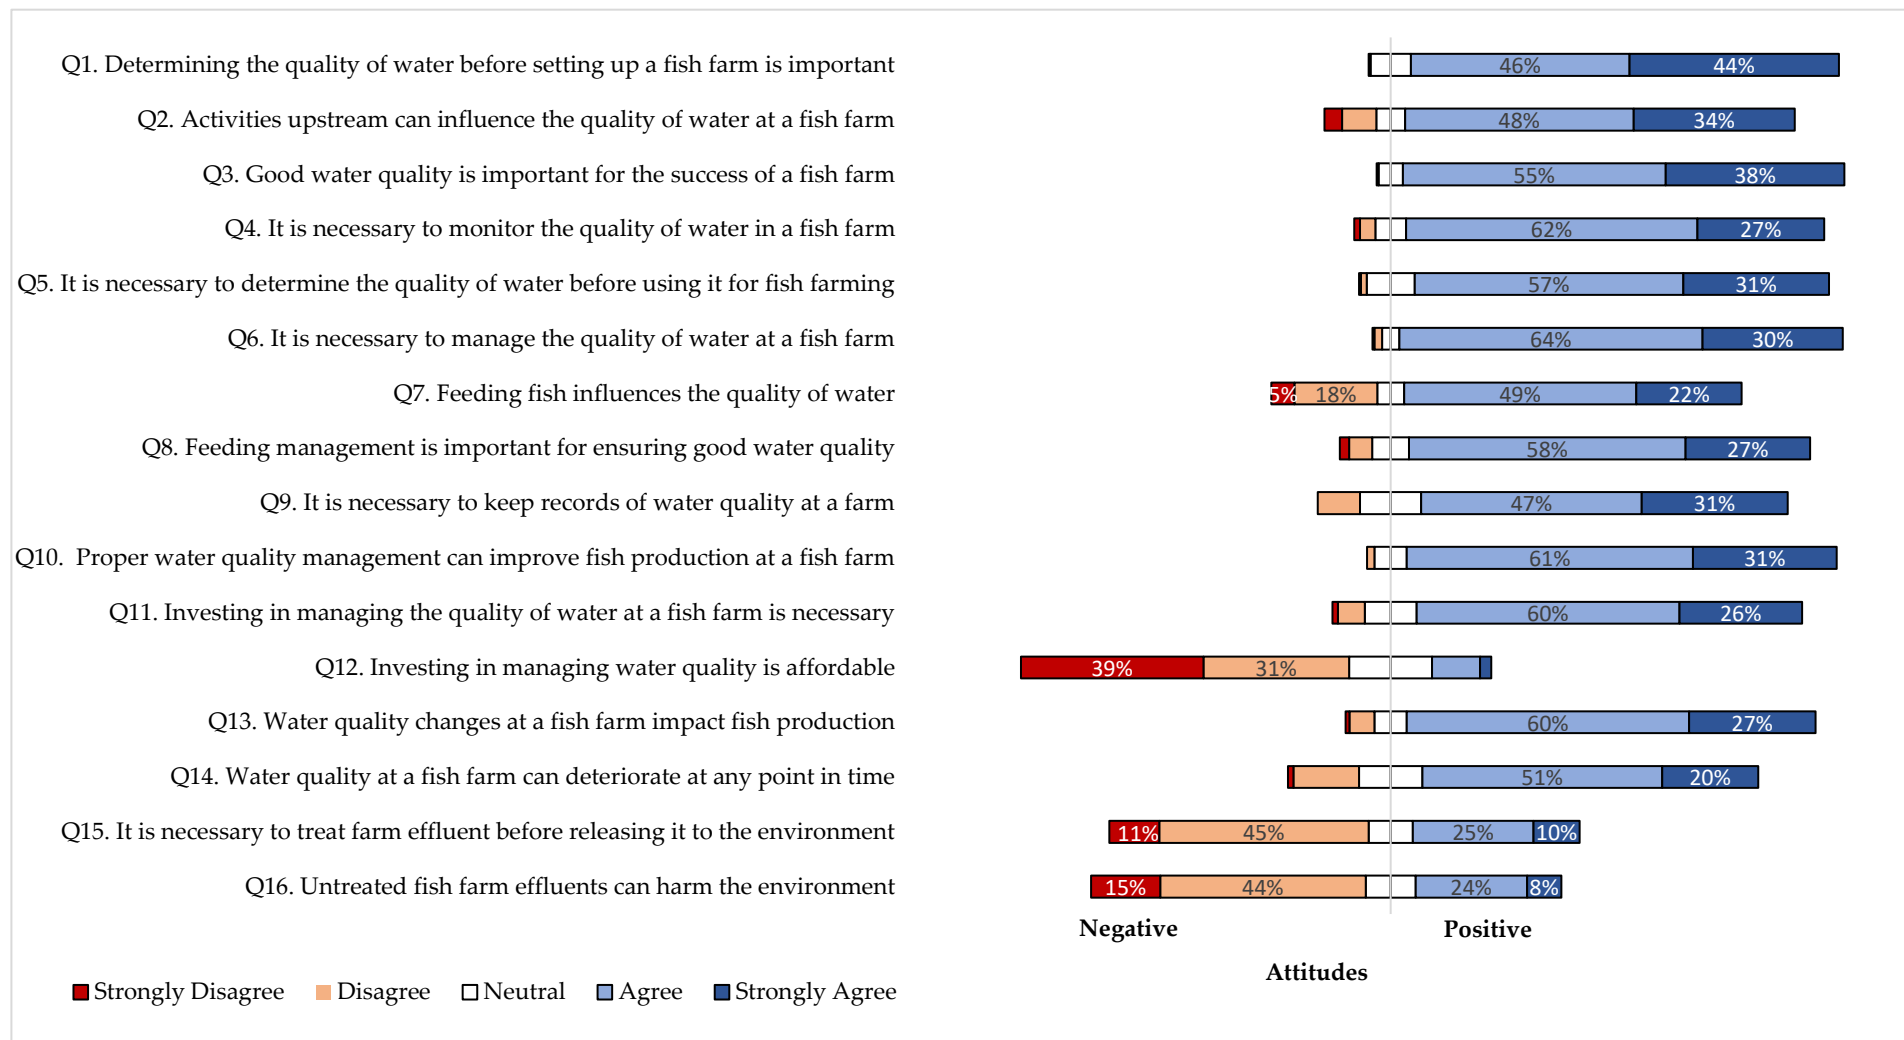 Q1. Determining the quality of water before setting up a fish farm is important 46% 44%
Q2. Activities upstream can influence the quality of water at a fish farm 48% 34%
Q3. Good water quality is important for the success of a fish farm 55% 38%
Q4. It is necessary to monitor the quality of water in a fish farm 62% 27%
Q5. It is necessary to determine the quality of water before using it for fish farming 57% 31%
Q6. It is necessary to manage the quality of water at a fish farm 64% 30%
Q7. Feeding fish influences the quality of water 5% 18% 49% 22%
Q8. Feeding management is important for ensuring good water quality 58% 27%
Q9. It is necessary to keep records of water quality at a farm 47% 31%
Q10. Proper water quality management can improve fish production at a fish farm 61% 31%
Q11. Investing in managing the quality of water at a fish farm is necessary 60% 26%
Q12. Investing in managing water quality is affordable 39% 31%
Q13. Water quality changes at a fish farm impact fish production 60% 27%
Q14. Water quality at a fish farm can deteriorate at any point in time 51% 20%
Q15. It is necessary to treat farm effluent before releasing it to the environment 11% 45% 25% 10%
Q16. Untreated fish farm effluents can harm the environment 15% 44% 24% 8%
Negative Positive
Attitudes
Strongly Disagree Disagree Neutral Agree Strongly Agree